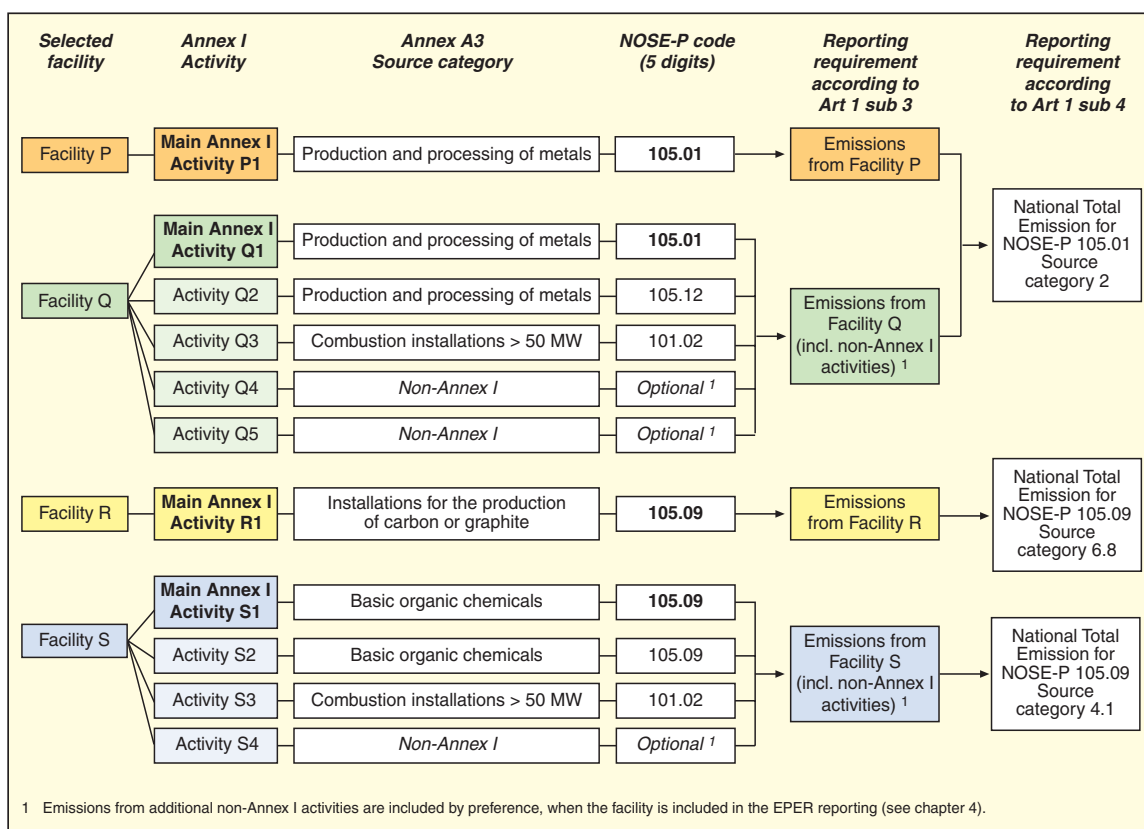 Selected
facility
Annex I
Activity
Annex A3
Source category
NOSE-P code
(5 digits)
Reporting
requirement
according to
Art 1 sub 3
Reporting
requirement
according
to Art 1 sub 4
Facility P
Main Annex I
Activity P1
Production and processing of metals
105.01
Emissions
from Facility P
National Total
Emission for
NOSE-P 105.01
Source
category 2
Facility Q
Main Annex I
Activity Q1
Production and processing of metals
105.01
Activity Q2
Production and processing of metals
105.12
Activity Q3
Combustion installations > 50 MW
101.02
Activity Q4
Non-Annex I
Optional 1
Activity Q5
Non-Annex I
Optional 1
Emissions from
Facility Q
(incl. non-Annex I
activities) 1
Facility R
Main Annex I
Activity R1
Installations for the production
of carbon or graphite
105.09
Emissions
from Facility R
National Total
Emission for
NOSE-P 105.09
Source
category 6.8
Facility S
Main Annex I
Activity S1
Basic organic chemicals
105.09
Activity S2
Basic organic chemicals
105.09
Activity S3
Combustion installations > 50 MW
101.02
Activity S4
Non-Annex I
Optional 1
Emissions from
Facility S
(incl. non-Annex I
activities) 1
National Total
Emission for
NOSE-P 105.09
Source
category 4.1
1 Emissions from additional non-Annex I activities are included by preference, when the facility is included in the EPER reporting (see chapter 4).